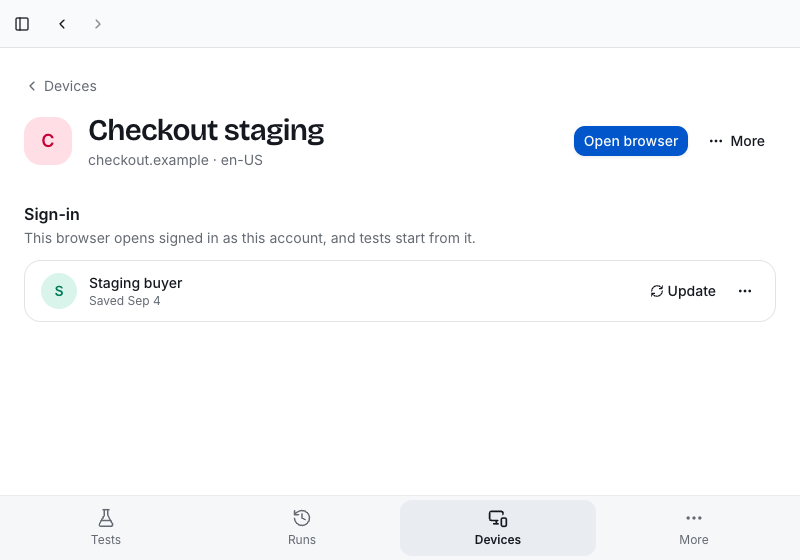 Devices
C
Checkout staging
checkout.example · en-US
Open browser
More
Sign-in
This browser opens signed in as this account, and tests start from it.
S
Staging buyer
Saved Sep 4
Update
Tests
Runs
Devices
More